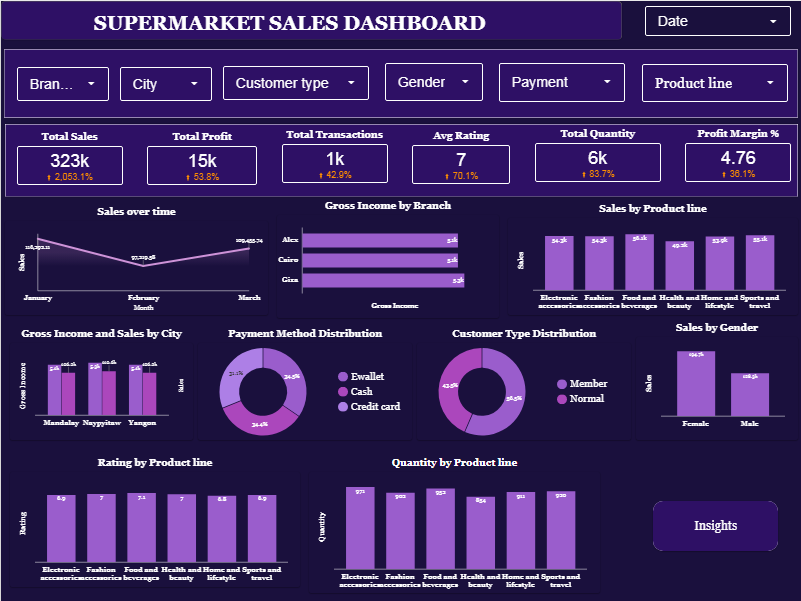 SUPERMARKET SALES DASHBOARD
Date
Bran...
City
Customer type
Gender
Payment
Product line
Total Sales
323k
⬆ 2,053.1%
Total Profit
15k
⬆ 53.8%
Total Transactions
1k
⬆ 42.9%
Avg Rating
7
⬆ 70.1%
Total Quantity
6k
⬆ 83.7%
Profit Margin %
4.76
⬆ 36.1%
Sales over time
Sales
97,219.58
109,455.74
January
February
March
Month
Gross Income by Branch
Alex
5.1k
Cairo
5.1k
Giza
5.3k
Gross Income
Sales by Product line
Sales
54.3k
54.3k
56.1k
49.2k
53.9k
55.1k
Electronic accessories
Fashion accessories
Food and beverages
Health and beauty
Home and lifestyle
Sports and travel
Gross Income and Sales by City
Gross Income
Sales
5.1k
106.2k
5.3k
110.6k
5.1k
106.2k
Mandalay
Naypyitaw
Yangon
Payment Method Distribution
34.5%
34.4%
31.1%
Ewallet
Cash
Credit card
Customer Type Distribution
43.5%
56.5%
Member
Normal
Sales by Gender
Sales
194.7k
128.3k
Female
Male
Rating by Product line
Rating
6.9
7
7.1
7
6.8
6.9
Electronic accessories
Fashion accessories
Food and beverages
Health and beauty
Home and lifestyle
Sports and travel
Quantity by Product line
Quantity
971
902
952
854
911
920
Electronic accessories
Fashion accessories
Food and beverages
Health and beauty
Home and lifestyle
Sports and travel
Insights